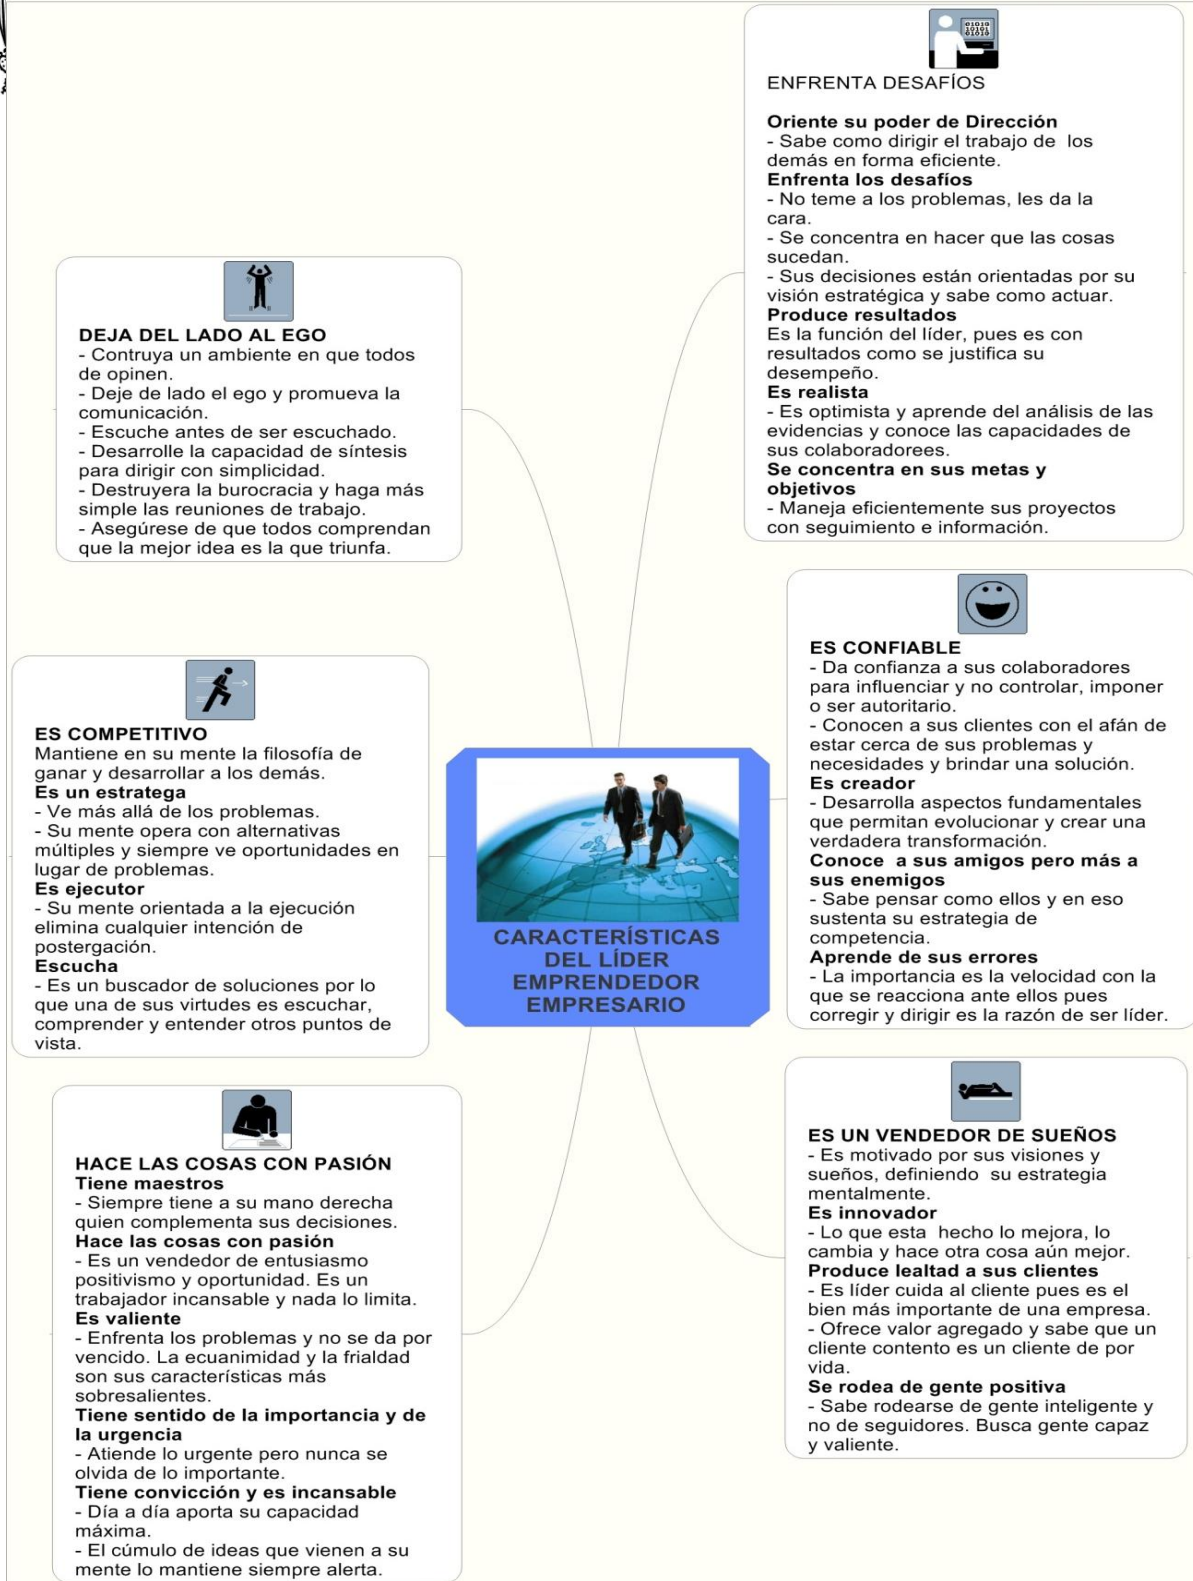 ENFRENTA DESAFÍOS
Oriente su poder de Dirección
- Sabe como dirigir el trabajo de  los
demás en forma eficiente.
Enfrenta los desafíos
- No teme a los problemas, les da la
cara.
- Se concentra en hacer que las cosas
sucedan.
- Sus decisiones están orientadas por su
visión estratégica y sabe como actuar.
Produce resultados
Es la función del líder, pues es con
resultados como se justifica su
desempeño.
Es realista
- Es optimista y aprende del análisis de las
evidencias y conoce las capacidades de
sus colaboradorees.
Se concentra en sus metas y
objetivos
- Maneja eficientemente sus proyectos
con seguimiento e información.
DEJA DEL LADO AL EGO
- Contruya un ambiente en que todos
de opinen.
- Deje de lado el ego y promueva la
comunicación.
- Escuche antes de ser escuchado.
- Desarrolle la capacidad de síntesis
para dirigir con simplicidad.
- Destruyera la burocracia y haga más
simple las reuniones de trabajo.
- Asegúrese de que todos comprendan
que la mejor idea es la que triunfa.
ES CONFIABLE
- Da confianza a sus colaboradores
para influenciar y no controlar, imponer
o ser autoritario.
- Conocen a sus clientes con el afán de
estar cerca de sus problemas y
necesidades y brindar una solución.
Es creador
- Desarrolla aspectos fundamentales
que permitan evolucionar y crear una
verdadera transformación.
Conoce  a sus amigos pero más a
sus enemigos
- Sabe pensar como ellos y en eso
sustenta su estrategia de
competencia.
Aprende de sus errores
- La importancia es la velocidad con la
que se reacciona ante ellos pues
corregir y dirigir es la razón de ser líder.
ES COMPETITIVO
Mantiene en su mente la filosofía de
ganar y desarrollar a los demás.
Es un estratega
- Ve más allá de los problemas.
- Su mente opera con alternativas
múltiples y siempre ve oportunidades en
lugar de problemas.
Es ejecutor
- Su mente orientada a la ejecución
elimina cualquier intención de
postergación.
Escucha
- Es un buscador de soluciones por lo
que una de sus virtudes es escuchar,
comprender y entender otros puntos de
vista.
CARACTERÍSTICAS
DEL LÍDER
EMPRENDEDOR
EMPRESARIO
HACE LAS COSAS CON PASIÓN
Tiene maestros
- Siempre tiene a su mano derecha
quien complementa sus decisiones.
Hace las cosas con pasión
- Es un vendedor de entusiasmo
positivismo y oportunidad. Es un
trabajador incansable y nada lo limita.
Es valiente
- Enfrenta los problemas y no se da por
vencido. La ecuanimidad y la frialdad
son sus características más
sobresalientes.
Tiene sentido de la importancia y de
la urgencia
- Atiende lo urgente pero nunca se
olvida de lo importante.
Tiene convicción y es incansable
- Día a día aporta su capacidad
máxima.
- El cúmulo de ideas que vienen a su
mente lo mantiene siempre alerta.
ES UN VENDEDOR DE SUEÑOS
- Es motivado por sus visiones y
sueños, definiendo  su estrategia
mentalmente.
Es innovador
- Lo que esta  hecho lo mejora, lo
cambia y hace otra cosa aún mejor.
Produce lealtad a sus clientes
- Es líder cuida al cliente pues es el
bien más importante de una empresa.
- Ofrece valor agregado y sabe que un
cliente contento es un cliente de por
vida.
Se rodea de gente positiva
- Sabe rodearse de gente inteligente y
no de seguidores. Busca gente capaz
y valiente.